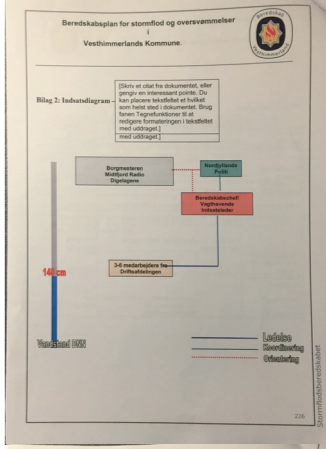 Beredskabsplan for stormflod og oversvømmelser
i
Vesthimmerlands Kommune.
Beredskab
Vesthimmerland
Bilag 2: Indsatsdiagram –
[Skriv et citat fra dokumentet, eller
gengiv en interessant pointe. Du
kan placere tekstfeltet et hvilket
som helst sted i dokumentet. Brug
fanen Tegnefunktioner til at
redigere formateringen i tekstfeltet
med uddraget.]
med uddraget.]
Borgmesteren
Midtfjord Radio
Digelagene
Nordjyllands
Politi
Beredskabschef/
Vagthavende
Indsatsleder
140 cm
3-6 medarbejdere fra
Driftsafdelingen
Vandstand DNN
Ledelse
Koordinering
Orientering
226
Stormflodsberedskabet